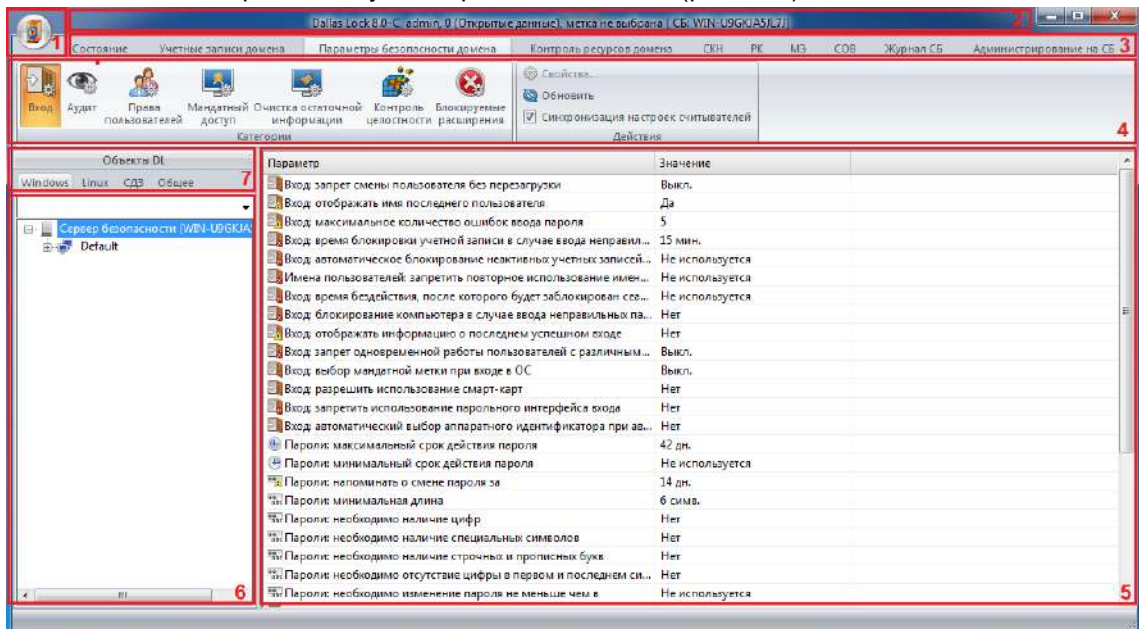 Dallas Lock 8.0-C, admin, 0 (Открытые данные), метка не выбрана [ СБ: WIN-U9GKJA5JL7J]
2
1
Состояние Учетные записи домена Параметры безопасности домена Контроль ресурсов домена СКН РК МЭ СОВ Журнал СБ Администрирование на СБ
3
Вход
Аудит
Права пользователей
Мандатный доступ
Очистка остаточной информации
Контроль целостности
Блокируемые расширения
Категории
Свойства...
Обновить
Синхронизация настроек считывателей
Действия
4
Объекты DL
Windows Linux СДЗ Общее
7
Сервер безопасности (WIN-U9GKJA5
Default
6
Параметр Значение
Вход: запрет смены пользователя без перезагрузки Выкл.
Вход: отображать имя последнего пользователя Да
Вход: максимальное количество ошибок ввода пароля 5
Вход: время блокировки учетной записи в случае ввода неправил... 15 мин.
Вход: автоматическое блокирование неактивных учетных записей... Не используется
Имена пользователей: запретить повторное использование имен... Не используется
Вход: время бездействия, после которого будет заблокирован сеа... Не используется
Вход: блокирование компьютера в случае ввода неправильных па... Нет
Вход: отображать информацию о последнем успешном входе Нет
Вход: запрет одновременной работы пользователей с различным... Выкл.
Вход: выбор мандатной метки при входе в ОС Выкл.
Вход: разрешить использование смарт-карт Нет
Вход: запретить использование парольного интерфейса входа Нет
Вход: автоматический выбор аппаратного идентификатора при ав... Нет
Пароли: максимальный срок действия пароля 42 дн.
Пароли: минимальный срок действия пароля Не используется
Пароли: напоминать о смене пароля за 14 дн.
Пароли: минимальная длина 6 симв.
Пароли: необходимо наличие цифр Нет
Пароли: необходимо наличие специальных символов Нет
Пароли: необходимо наличие строчных и прописных букв Нет
Пароли: необходимо отсутствие цифры в первом и последнем си... Нет
Пароли: необходимо изменение пароля не меньше чем в Не используется
5